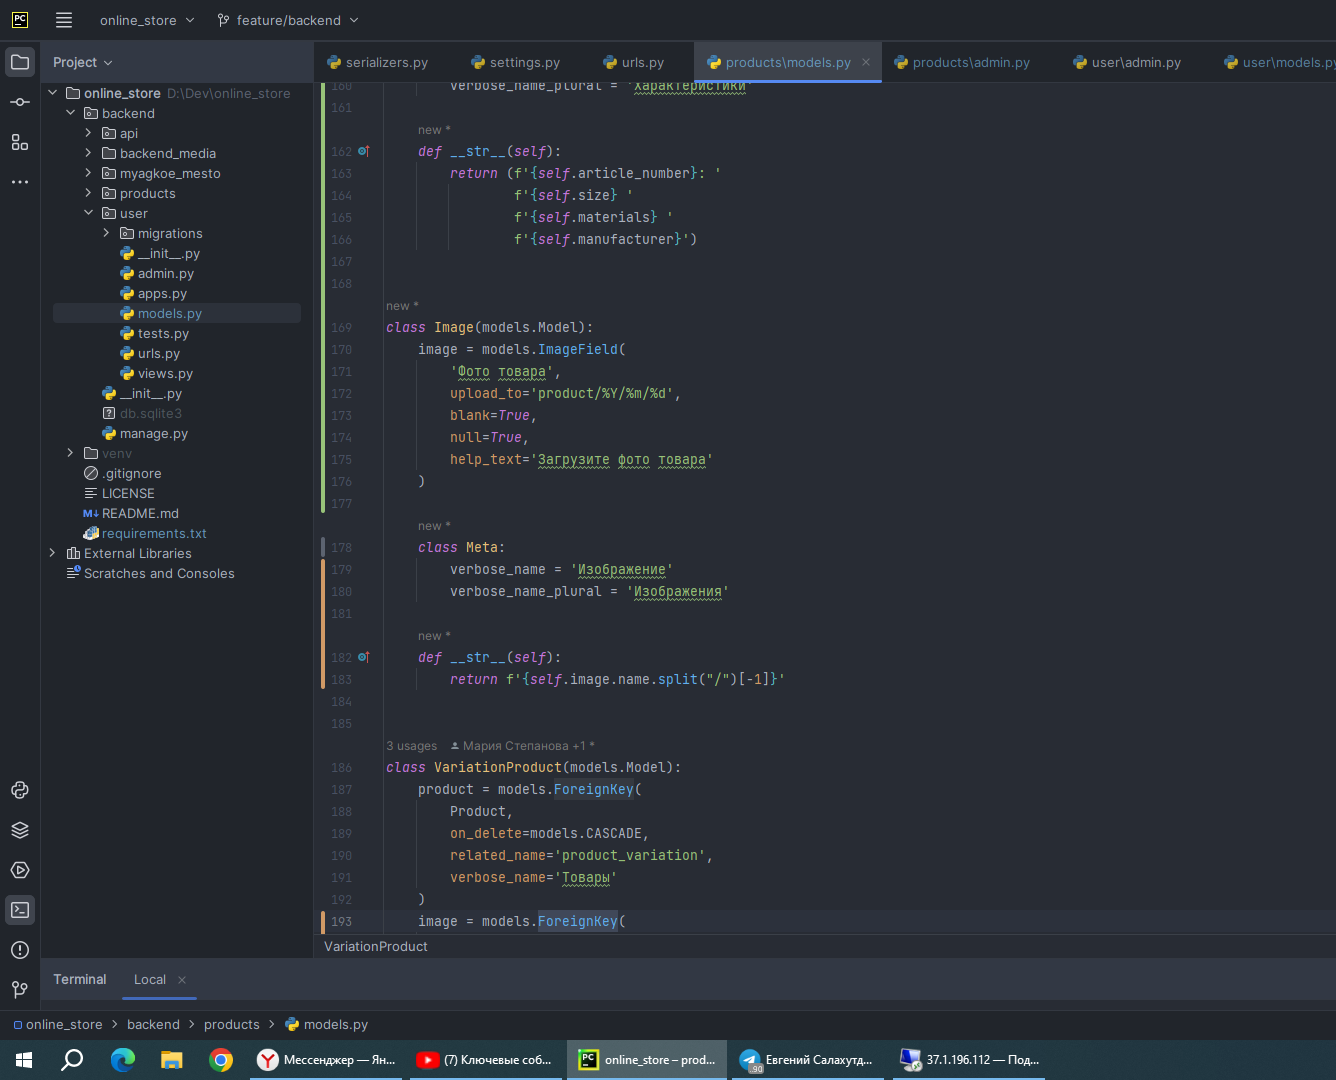 PC
online_store
feature/backend
Project
serializers.py
settings.py
urls.py
products\models.py
products\admin.py
user\admin.py
user\models.py
online_store D:\Dev\online_store
backend
api
backend_media
myagkoe_mesto
products
user
migrations
__init__.py
admin.py
apps.py
models.py
tests.py
urls.py
views.py
__init__.py
db.sqlite3
manage.py
venv
.gitignore
LICENSE
README.md
requirements.txt
External Libraries
Scratches and Consoles
160 verbose_name_plural = 'Характеристики'
161
new *
162 def __str__(self):
163 return (f'{self.article_number}: '
164 f'{self.size} '
165 f'{self.materials} '
166 f'{self.manufacturer}')
167
168
new *
169 class Image(models.Model):
170 image = models.ImageField(
171 'Фото товара',
172 upload_to='product/%Y/%m/%d',
173 blank=True,
174 null=True,
175 help_text='Загрузите фото товара'
176 )
177
new *
178 class Meta:
179 verbose_name = 'Изображение'
180 verbose_name_plural = 'Изображения'
181
new *
182 def __str__(self):
183 return f'{self.image.name.split("/")[-1]}'
184
185
3 usages Мария Степанова +1 *
186 class VariationProduct(models.Model):
187 product = models.ForeignKey(
188 Product,
189 on_delete=models.CASCADE,
190 related_name='product_variation',
191 verbose_name='Товары'
192 )
193 image = models.ForeignKey(
VariationProduct
Terminal
Local
online_store > backend > products > models.py
Мессенджер — Ян...
(7) Ключевые соб...
online_store – prod...
90
Евгений Салахутд...
37.1.196.112 — Под...